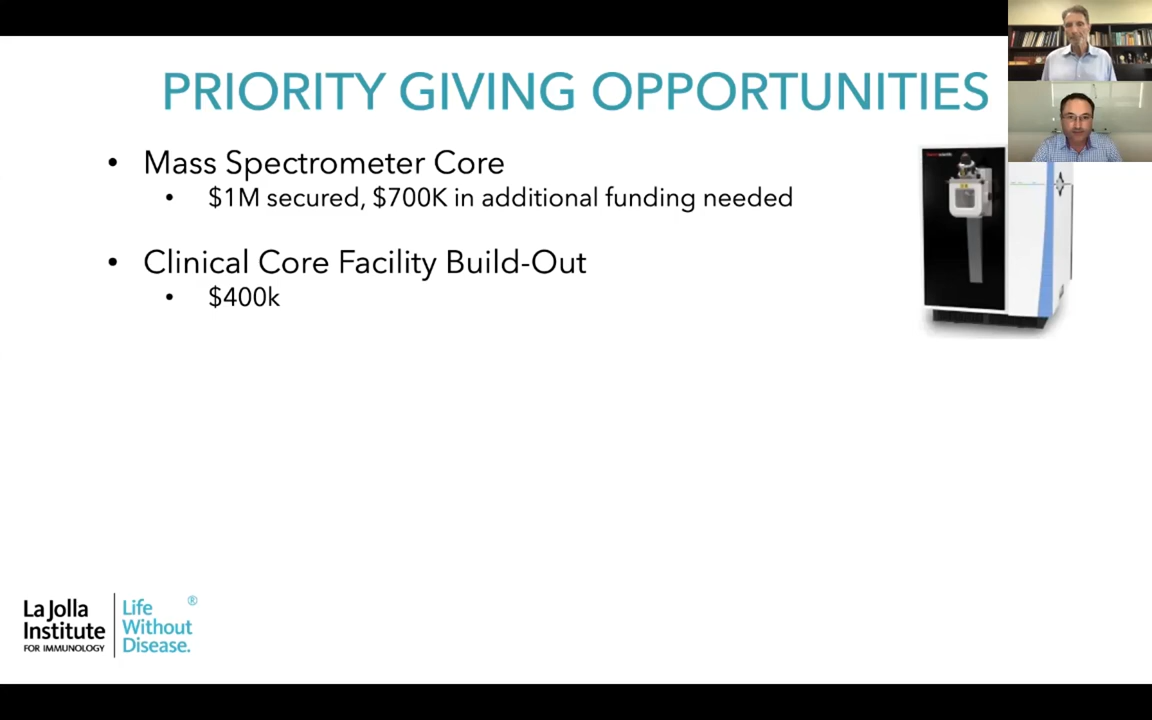 PRIORITY GIVING OPPORTUNITIES
• Mass Spectrometer Core
• $1M secured, $700K in additional funding needed
• Clinical Core Facility Build-Out
• $400k
La Jolla
Institute
FOR IMMUNOLOGY
Life ®
Without
Disease.